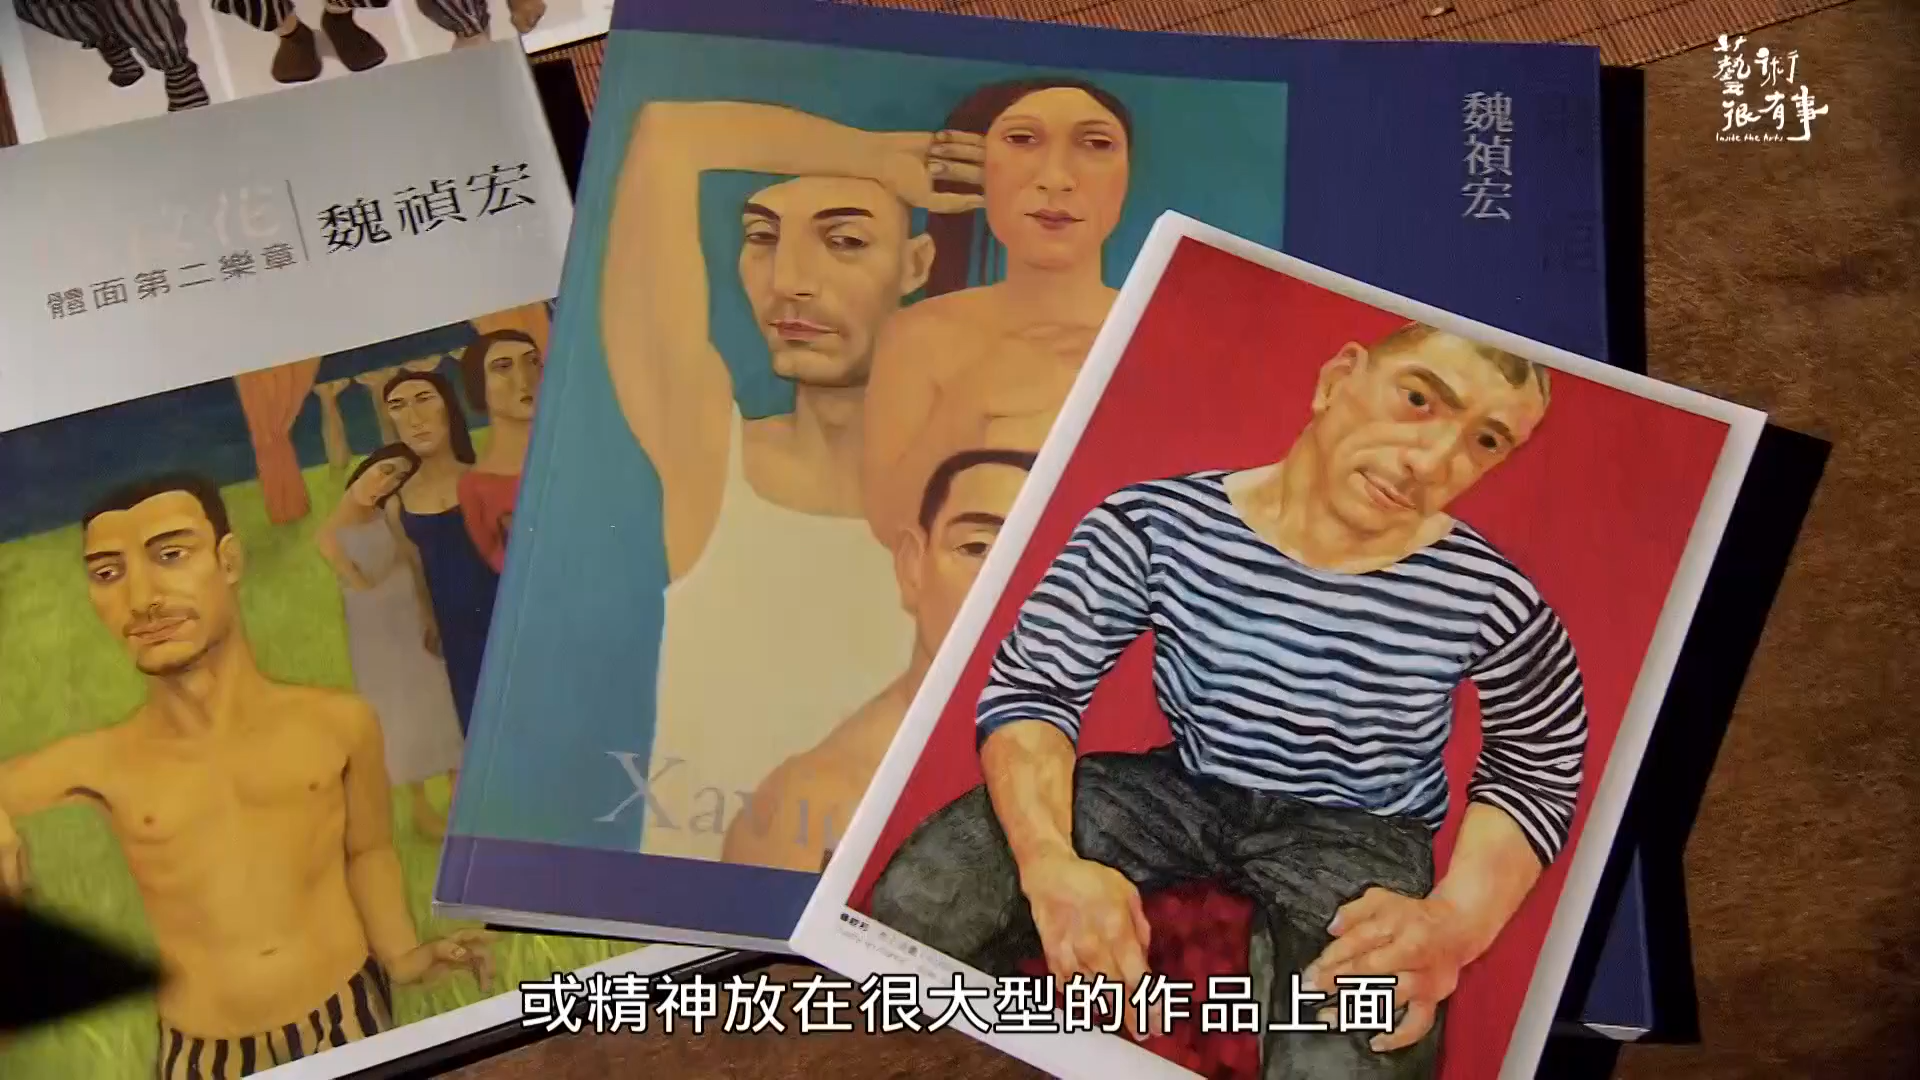 藝術
很有事
Inside the Arts
魏禎宏
體面第二樂章
魏禎宏
Xavi
或精神放在很大型的作品上面